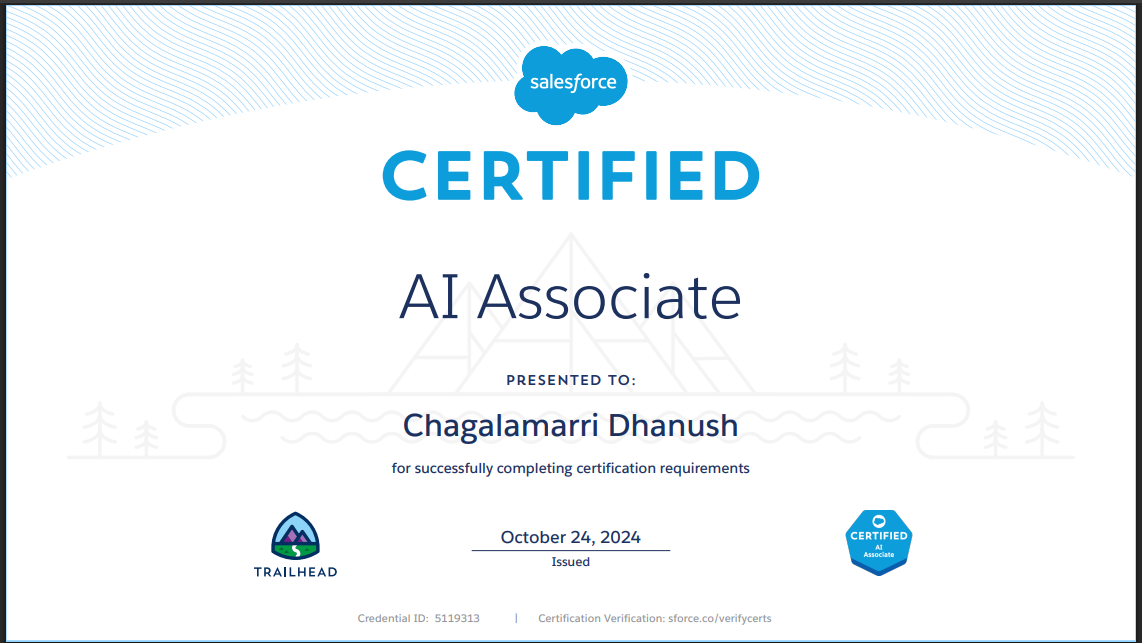 salesforce
CERTIFIED
AI Associate
PRESENTED TO:
Chagalamarri Dhanush
for successfully completing certification requirements
TRAILHEAD
October 24, 2024
Issued
CERTIFIED
AI
Associate
Credential ID: 5119313 | Certification Verification: sforce.co/verifycerts